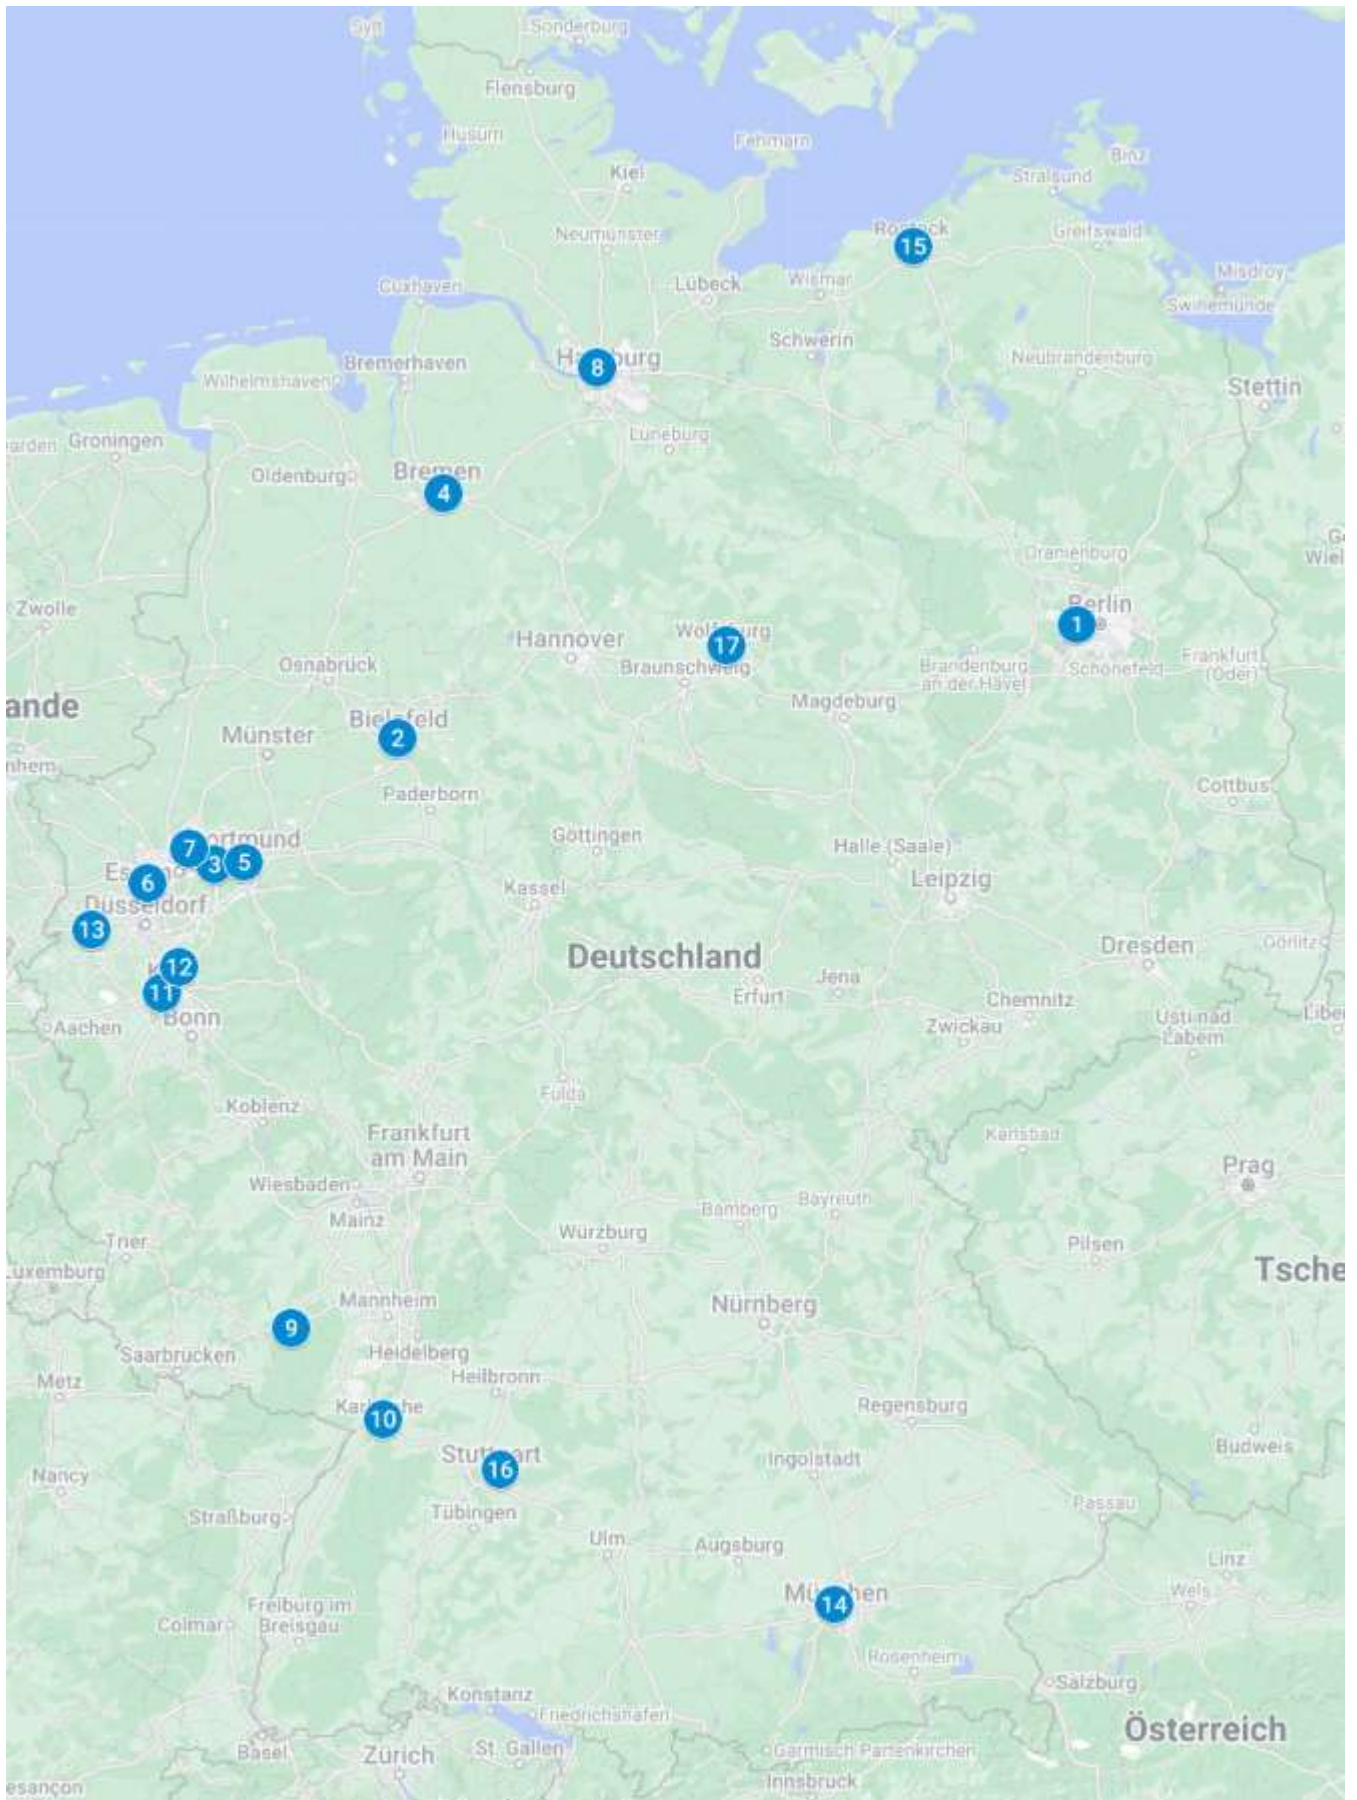 Sylt
Sonderburg
Flensburg
Husum
Fehmarn
Binz
Kiel
Stralsund
Neumünster
15
Greifswald
Cuxhaven
Lübeck
Wismar
Misdroy
Swinemünde
Schwerin
8
Bremerhaven
Neubrandenburg
Wilhelmshaven
Stettin
Lüneburg
Groningen
Bremen
Oldenburg
4
Oranienburg
Zwolle
Berlin
1
Hannover
17
Osnabrück
Braunschweig
Brandenburg
an der Havel
Schönefeld
Frankfurt
(Oder)
Magdeburg
Bielefeld
2
Münster
Cottbus
Paderborn
Göttingen
Halle (Saale)
7
3
5
6
Leipzig
Kassel
Düsseldorf
13
Deutschland
Dresden
Görlitz
12
11
Jena
Erfurt
Chemnitz
Bonn
Aachen
Zwickau
Usti nad
Labem
Fulda
Koblenz
Frankfurt
am Main
Karlsbad
Prag
Wiesbaden
Mainz
Bamberg
Bayreuth
Würzburg
Trier
Pilsen
Mannheim
Nürnberg
9
Heidelberg
Saarbrücken
Heilbronn
Metz
10
Regensburg
Budweis
16
Ingolstadt
Nancy
Straßburg
Tübingen
Passau
Ulm
Augsburg
Linz
14
Wels
Freiburg im
Breisgau
Colmar
Rosenheim
Salzburg
Konstanz
Friedrichshafen
Österreich
Basel
Zürich
St. Gallen
Garmisch Partenkirchen
Innsbruck